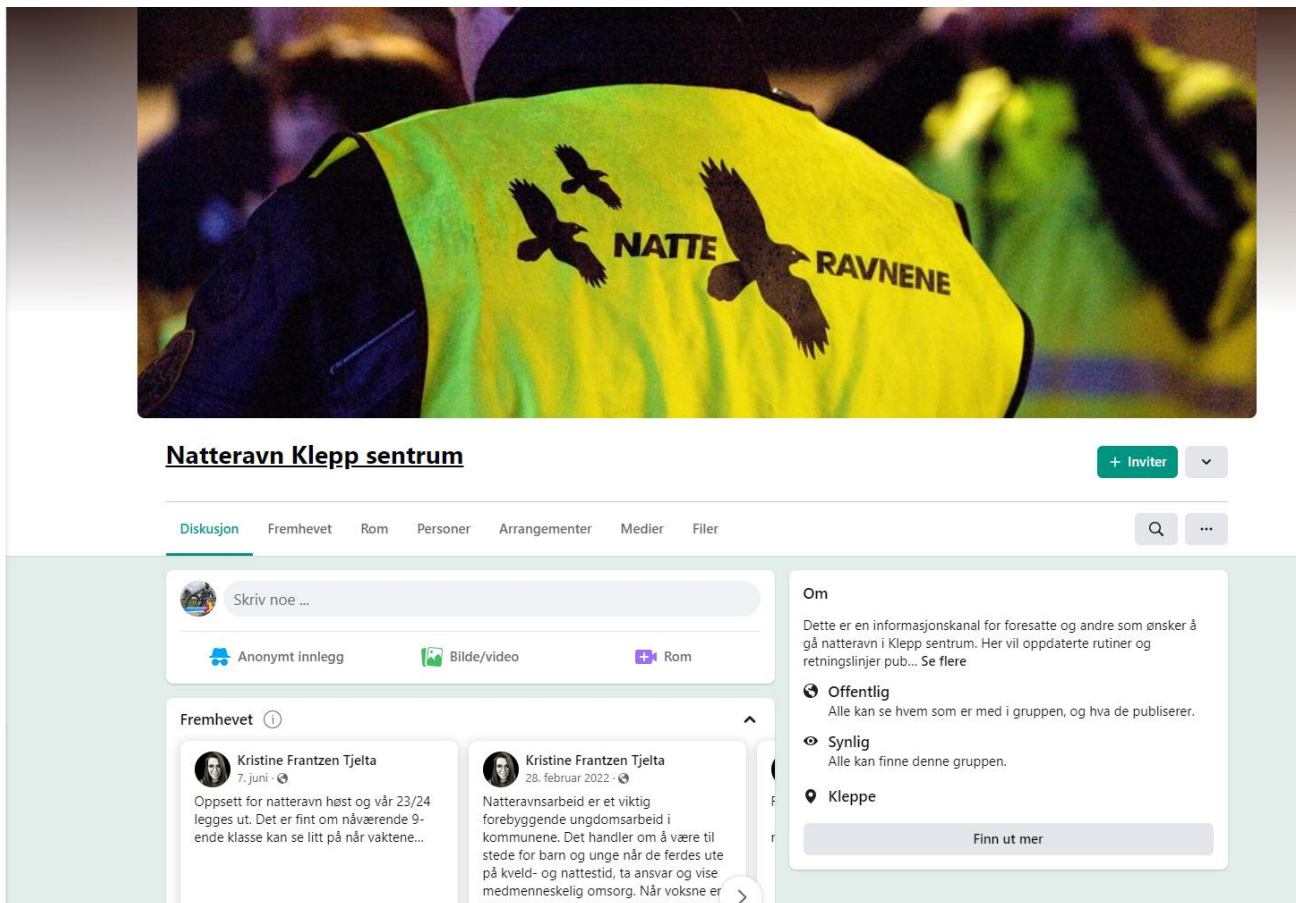 NATTE RAVNENE
Natteravn Klepp sentrum
+ Inviter
Diskusjon Fremhevet Rom Personer Arrangementer Medier Filer
Skriv noe ...
Anonymt innlegg Bilde/video Rom
Fremhevet
Kristine Frantzen Tjelta
7. juni ·
Oppsett for natteravn høst og vår 23/24
legges ut. Det er fint om nåværende 9-
ende klasse kan se litt på når vaktene...
Kristine Frantzen Tjelta
28. februar 2022 ·
Natteravnsarbeid er et viktig
forebyggende ungdomsarbeid i
kommunene. Det handler om å være til
stede for barn og unge når de ferdes ute
på kveld- og nattestid, ta ansvar og vise
medmenneskelig omsorg. Når voksne er
Om
Dette er en informasjonskanal for foresatte og andre som ønsker å
gå natteravn i Klepp sentrum. Her vil oppdaterte rutiner og
retningslinjer pub... Se flere
Offentlig
Alle kan se hvem som er med i gruppen, og hva de publiserer.
Synlig
Alle kan finne denne gruppen.
Kleppe
Finn ut mer